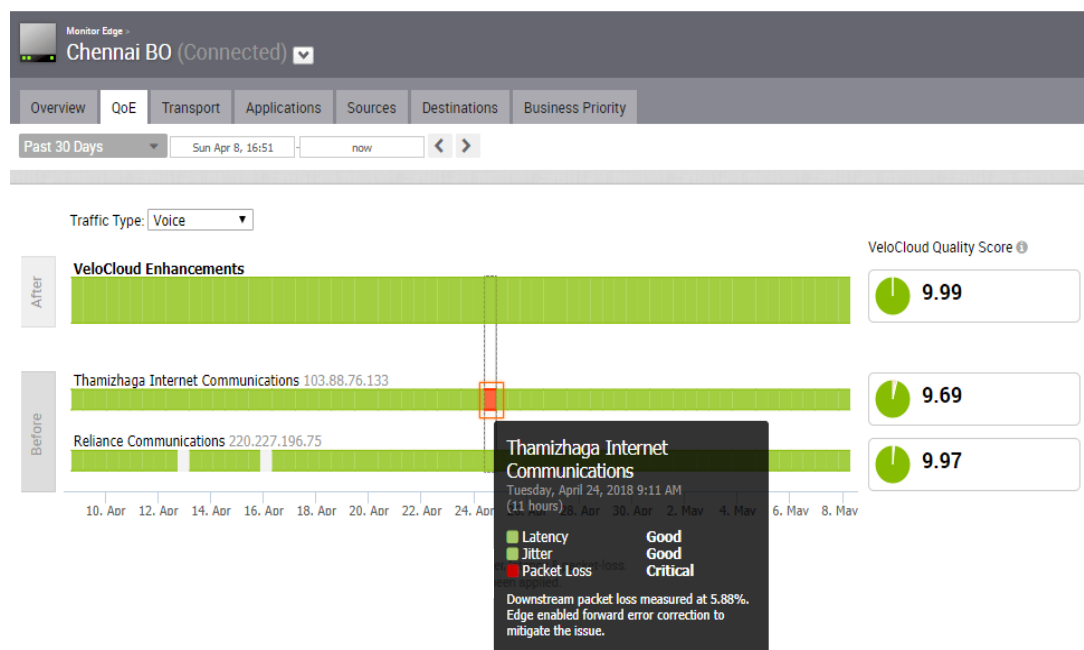 Monitor Edge >
Chennai BO (Connected)
Overview QoE Transport Applications Sources Destinations Business Priority
Past 30 Days Sun Apr 8, 16:51 - now
Traffic Type: Voice
VeloCloud Quality Score
After
VeloCloud Enhancements
9.99
Before
Thamizhaga Internet Communications 103.88.76.133
9.69
Reliance Communications 220.227.196.75
9.97
10. Apr 12. Apr 14. Apr 16. Apr 18. Apr 20. Apr 22. Apr 24. Apr 28. Apr 30. Apr 2. May 4. May 6. May 8. May
Thamizhaga Internet
Communications
Tuesday, April 24, 2018 9:11 AM
(11 hours)
Latency Good
Jitter Good
Packet Loss Critical
Downstream packet loss measured at 5.88%.
Edge enabled forward error correction to
mitigate the issue.